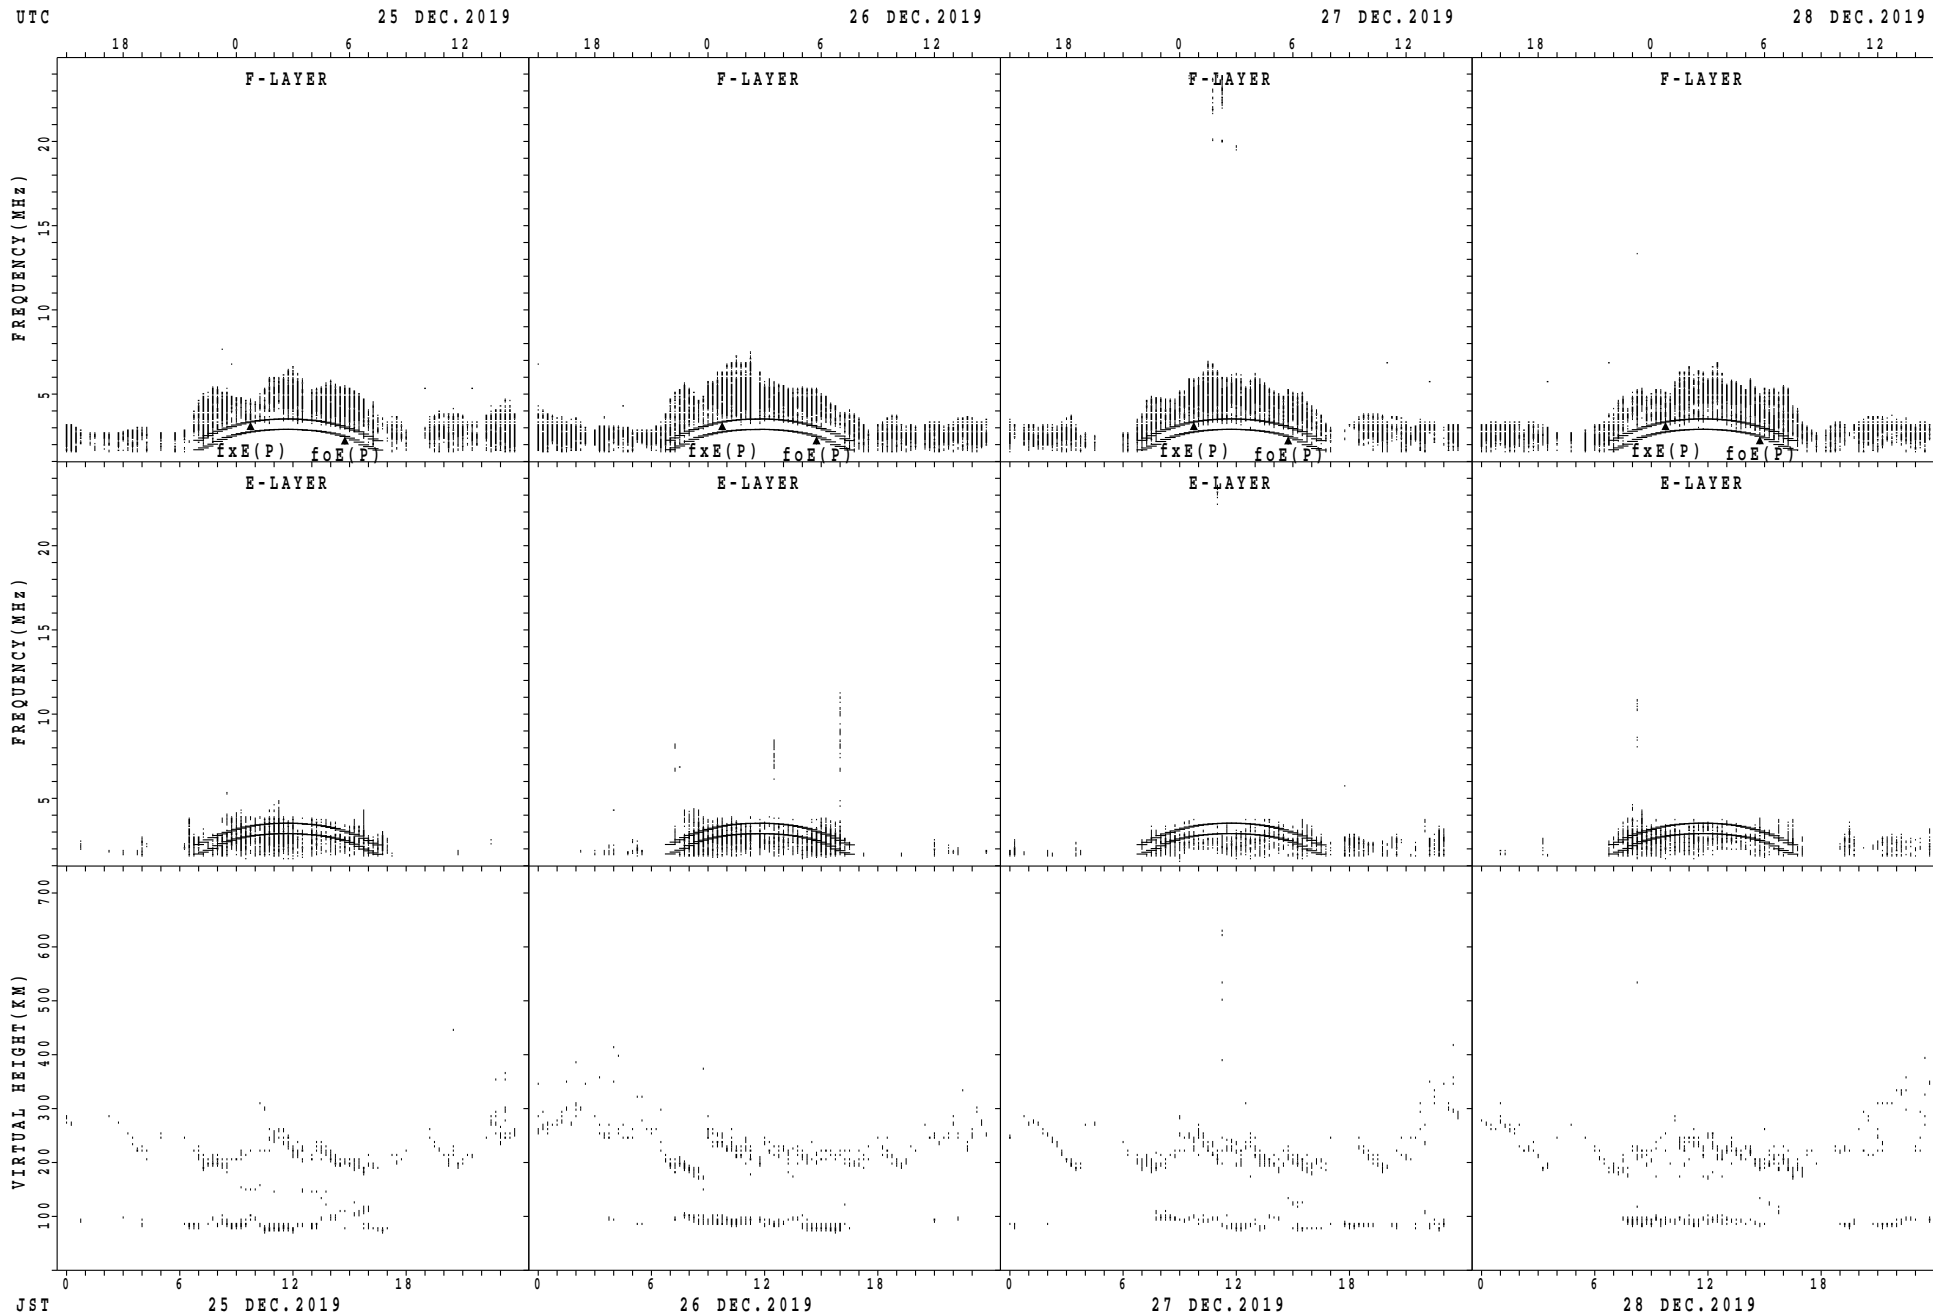 UTC 25 DEC.2019 26 DEC.2019 27 DEC.2019 28 DEC.2019
18 0 6 12 18 0 6 12 18 0 6 12 18 0 6 12
F-LAYER F-LAYER F-LAYER F-LAYER
FREQUENCY(MHz)
20
15
10
5
fxE(P) foE(P) fxE(P) foE(P) fxE(P) foE(P) fxE(P) foE(P)
E-LAYER E-LAYER E-LAYER E-LAYER
FREQUENCY(MHz)
20
15
10
5
VIRTUAL HEIGHT(KM)
700
600
500
400
300
200
100
0 6 12 18 0 6 12 18 0 6 12 18 0 6 12 18
JST 25 DEC.2019 26 DEC.2019 27 DEC.2019 28 DEC.2019